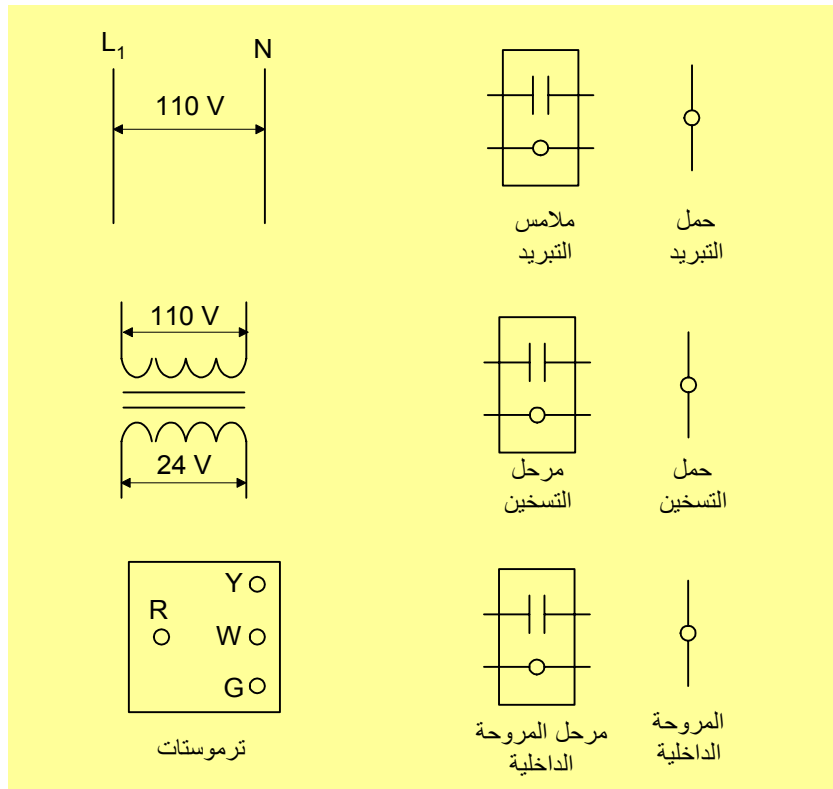 L₁ N
110 V
ملامس
التبريد
حمل
التبريد
110 V
24 V
مرحل
التسخين
حمل
التسخين
R
Y
W
G
ترموستات
مرحل المروحة
الداخلية
المروحة
الداخلية